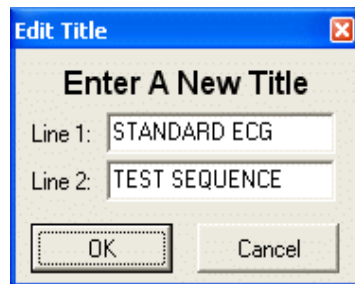 Edit Title
Enter A New Title
Line 1: STANDARD ECG
Line 2: TEST SEQUENCE
OK Cancel